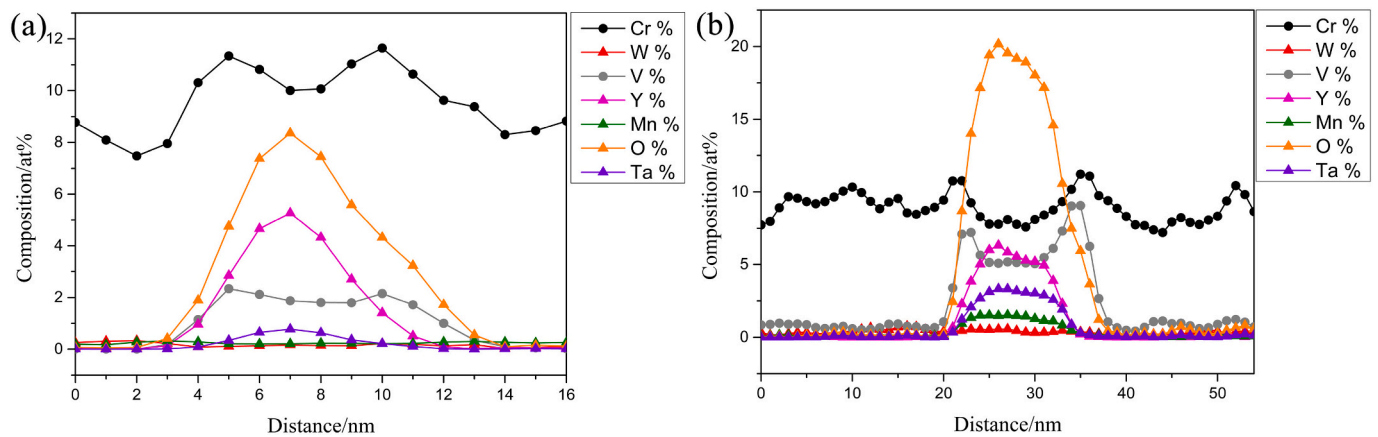 (a)
Composition/at%
12
10
8
6
4
2
0
0 2 4 6 8 10 12 14 16
Distance/nm
Cr %
W %
V %
Y %
Mn %
O %
Ta %
(b)
Composition/at%
20
15
10
5
0
0 10 20 30 40 50
Distance/nm
Cr %
W %
V %
Y %
Mn %
O %
Ta %